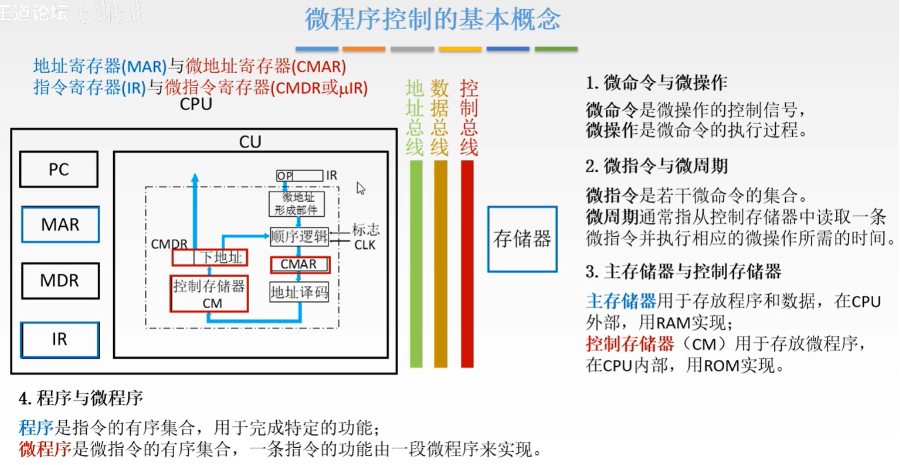 王道论坛
微程序控制的基本概念
地址寄存器(MAR)与微地址寄存器(CMAR)
指令寄存器(IR)与微指令寄存器(CMDR或μIR)
CPU
CU
PC
MAR
MDR
IR
OP
IR
微地址
形成部件
顺序逻辑
标志
CLK
CMDR
下地址
CMAR
控制存储器
CM
地址译码
地址总线
数据总线
控制总线
存储器
1. 微命令与微操作
微命令是微操作的控制信号，
微操作是微命令的执行过程。
2. 微指令与微周期
微指令是若干微命令的集合。
微周期通常指从控制存储器中读取一条
微指令并执行相应的微操作所需的时间。
3. 主存储器与控制存储器
主存储器用于存放程序和数据，在CPU
外部，用RAM实现；
控制存储器（CM）用于存放微程序，
在CPU内部，用ROM实现。
4. 程序与微程序
程序是指令的有序集合，用于完成特定的功能；
微程序是微指令的有序集合，一条指令的功能由一段微程序来实现。